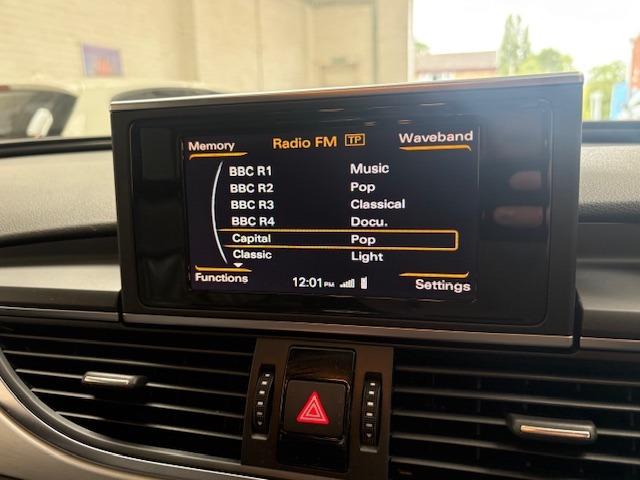 Memory Radio FM TP Waveband
BBC R1 Music
BBC R2 Pop
BBC R3 Classical
BBC R4 Docu.
Capital Pop
Classic Light
Functions 12:01 PM Settings